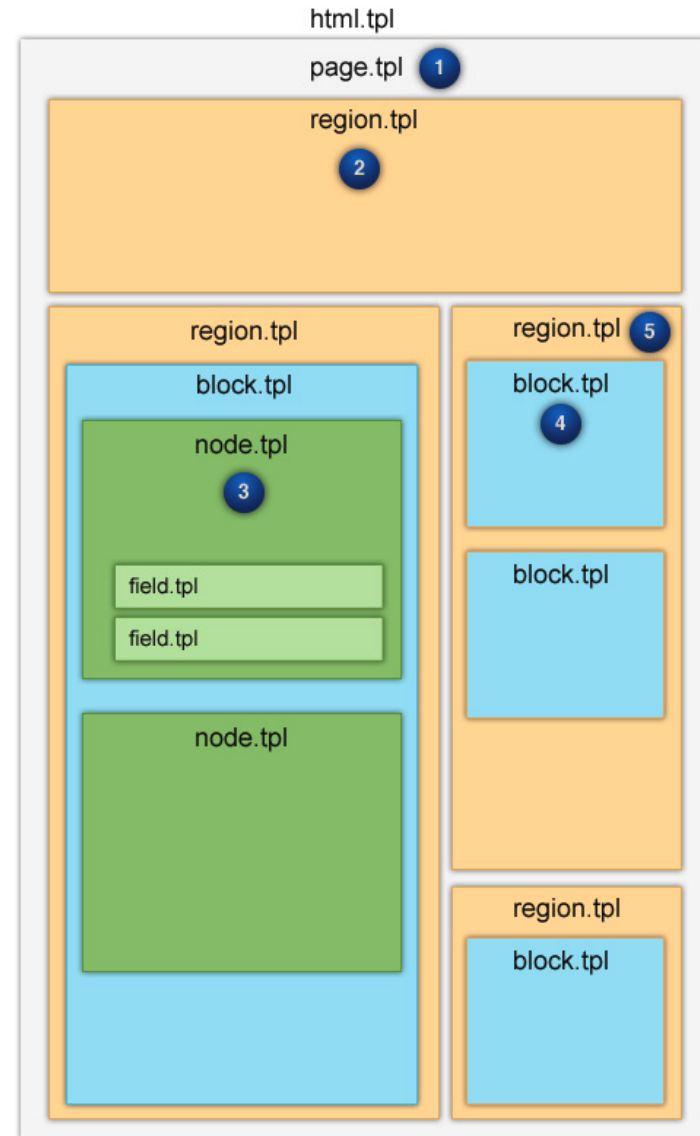 html.tpl
page.tpl 1
region.tpl
2
region.tpl
block.tpl
node.tpl
3
field.tpl
field.tpl
node.tpl
region.tpl 5
block.tpl
4
block.tpl
region.tpl
block.tpl